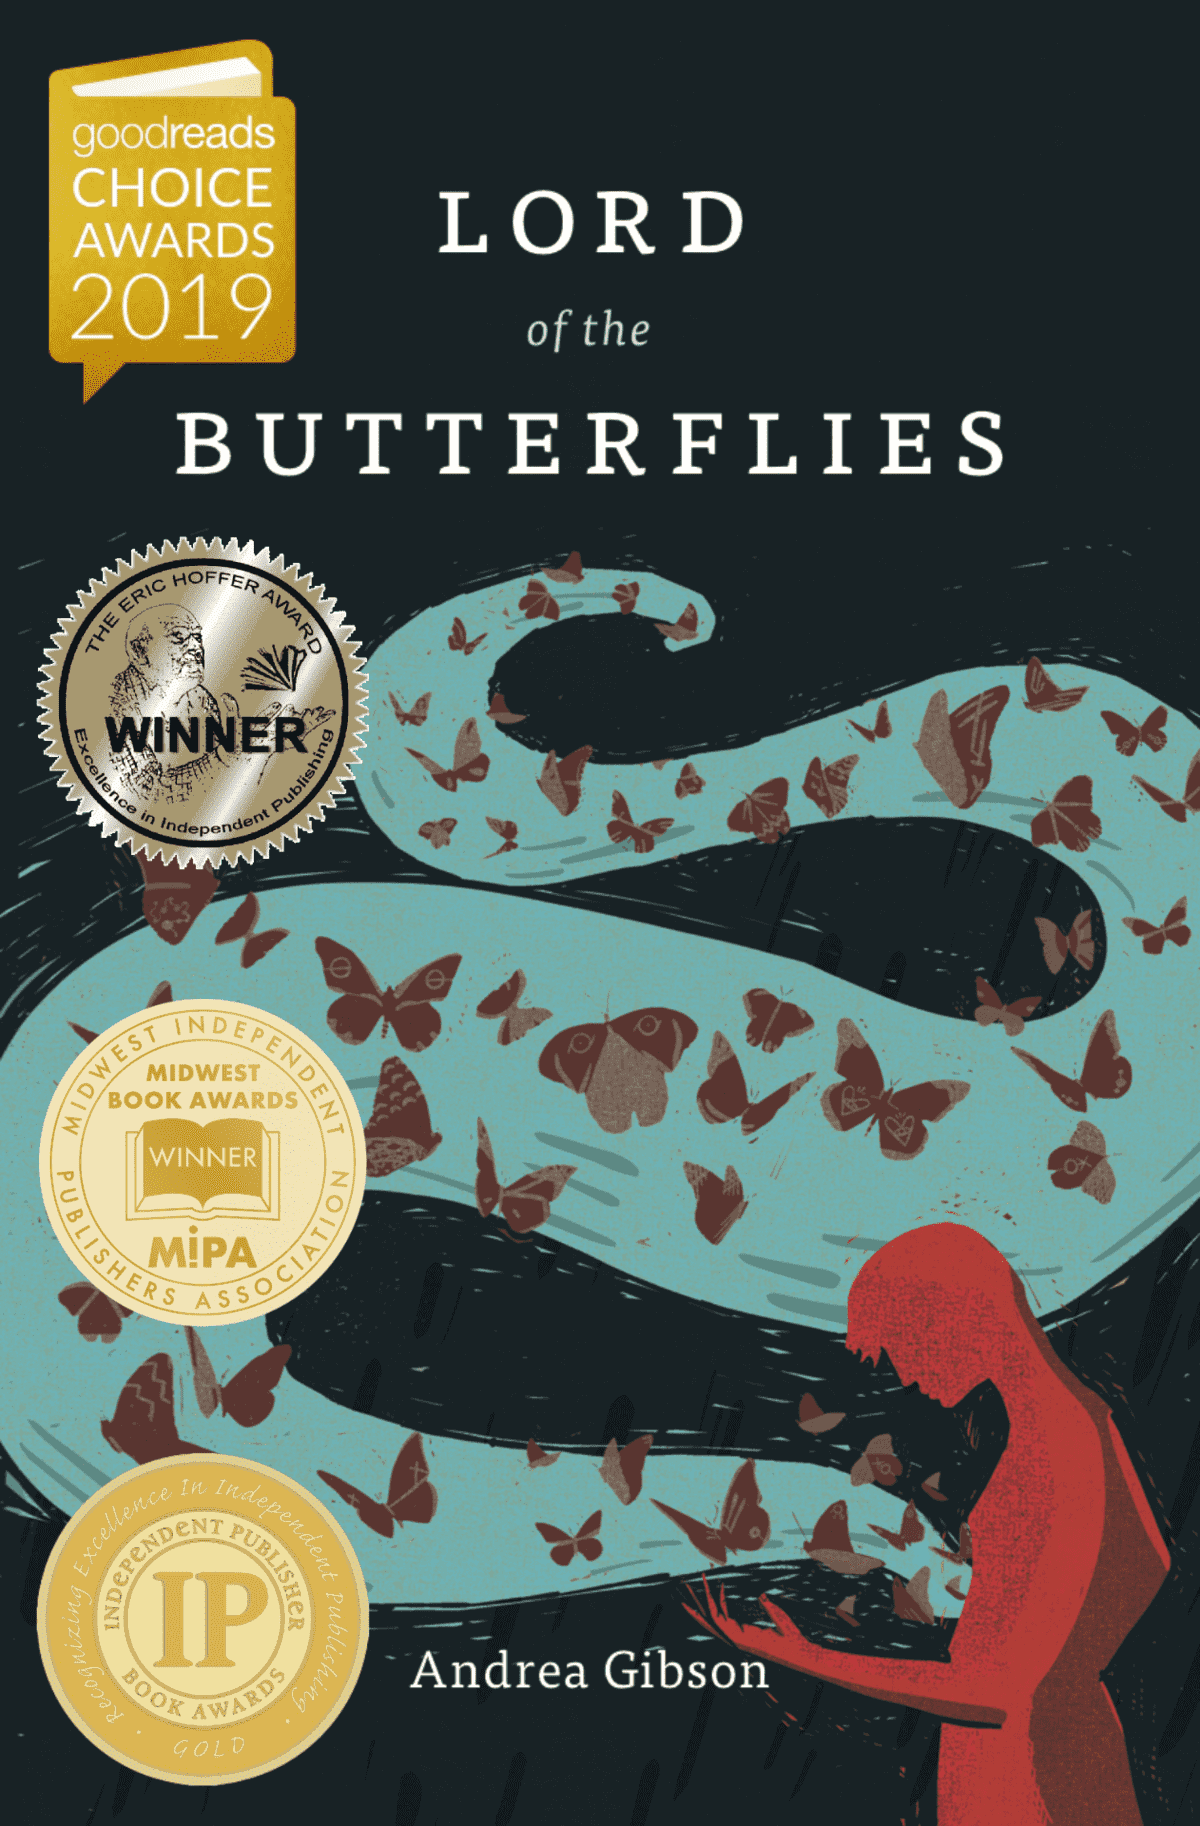 goodreads
CHOICE
AWARDS
2019
LORD
of the
BUTTERFLIES
THE ERIC HOFFER AWARD
WINNER
Excellence in Independent Publishing
MIDWEST INDEPENDENT
PUBLISHERS ASSOCIATION
MIDWEST
BOOK AWARDS
WINNER
MiPA
Recognizing Excellence In Independent Publishing
INDEPENDENT PUBLISHER
IP
BOOK AWARDS
GOLD
Andrea Gibson